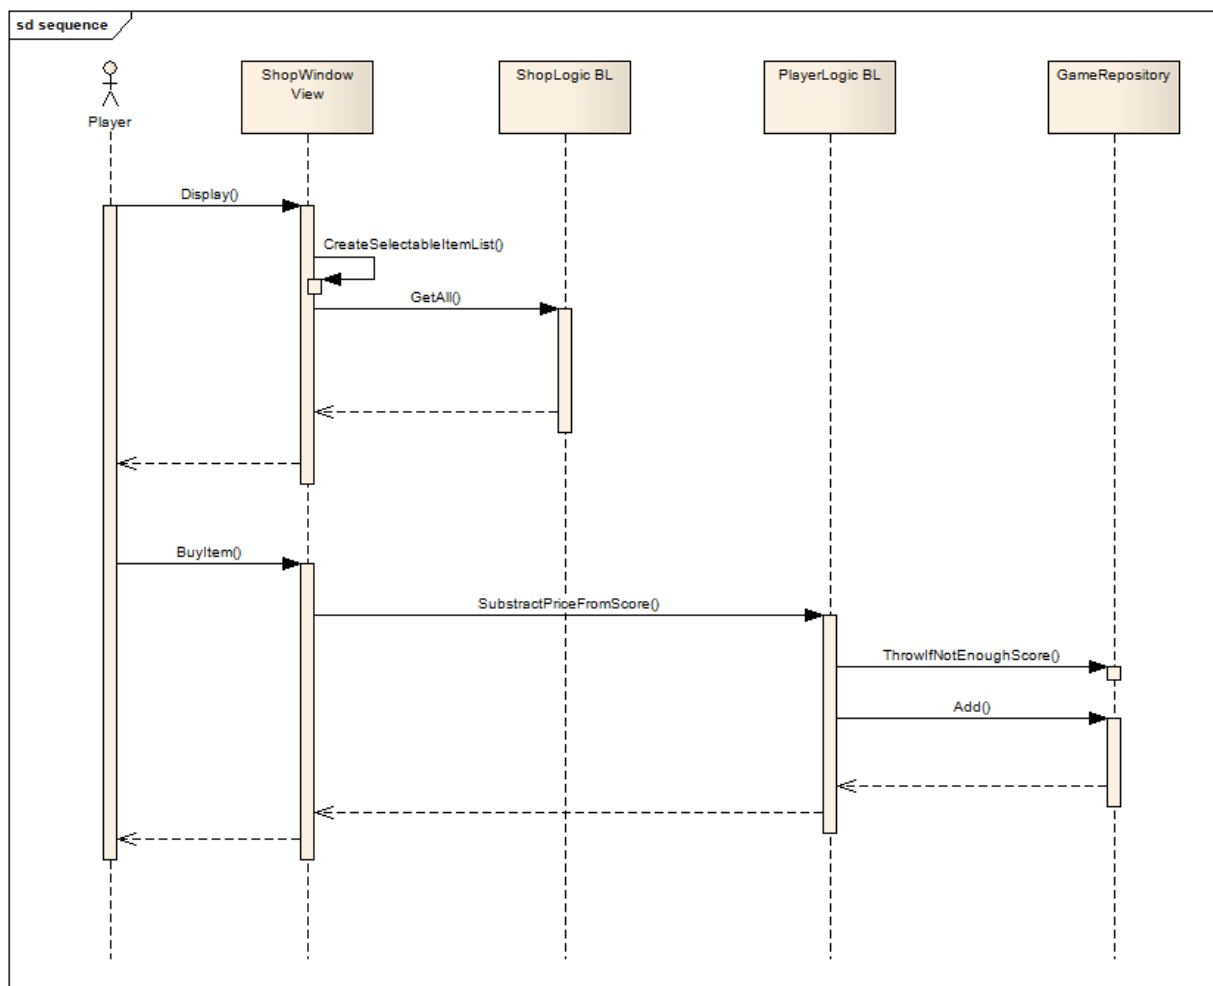 sd sequence
Player
ShopWindow
View
ShopLogic BL
PlayerLogic BL
GameRepository
Display()
CreateSelectableItemList()
GetAll()
BuyItem()
SubstractPriceFromScore()
ThrowIfNotEnoughScore()
Add()